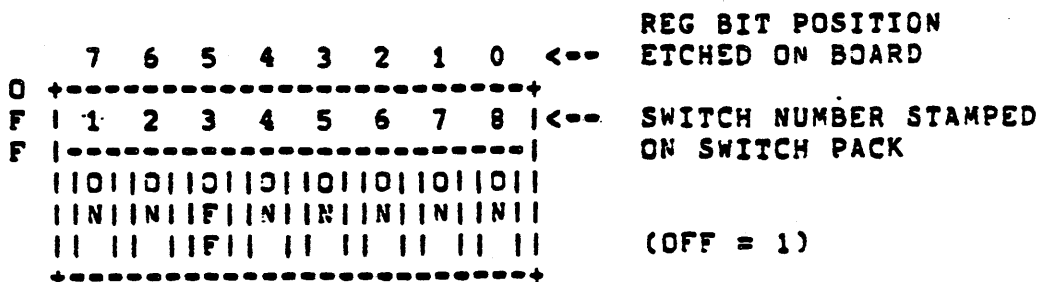 REG BIT POSITION
      7   6   5   4   3   2   1   0   <--   ETCHED ON BOARD
O  +--------------------------------+
F  |  1   2   3   4   5   6   7   8 |<--   SWITCH NUMBER STAMPED
F  |--------------------------------|       ON SWITCH PACK
   ||O||O||O||O||O||O||O||O||
   ||N||N||F||N||N||N||N||N||
   || || ||F|| || || || || ||       (OFF = 1)
   +--------------------------------+